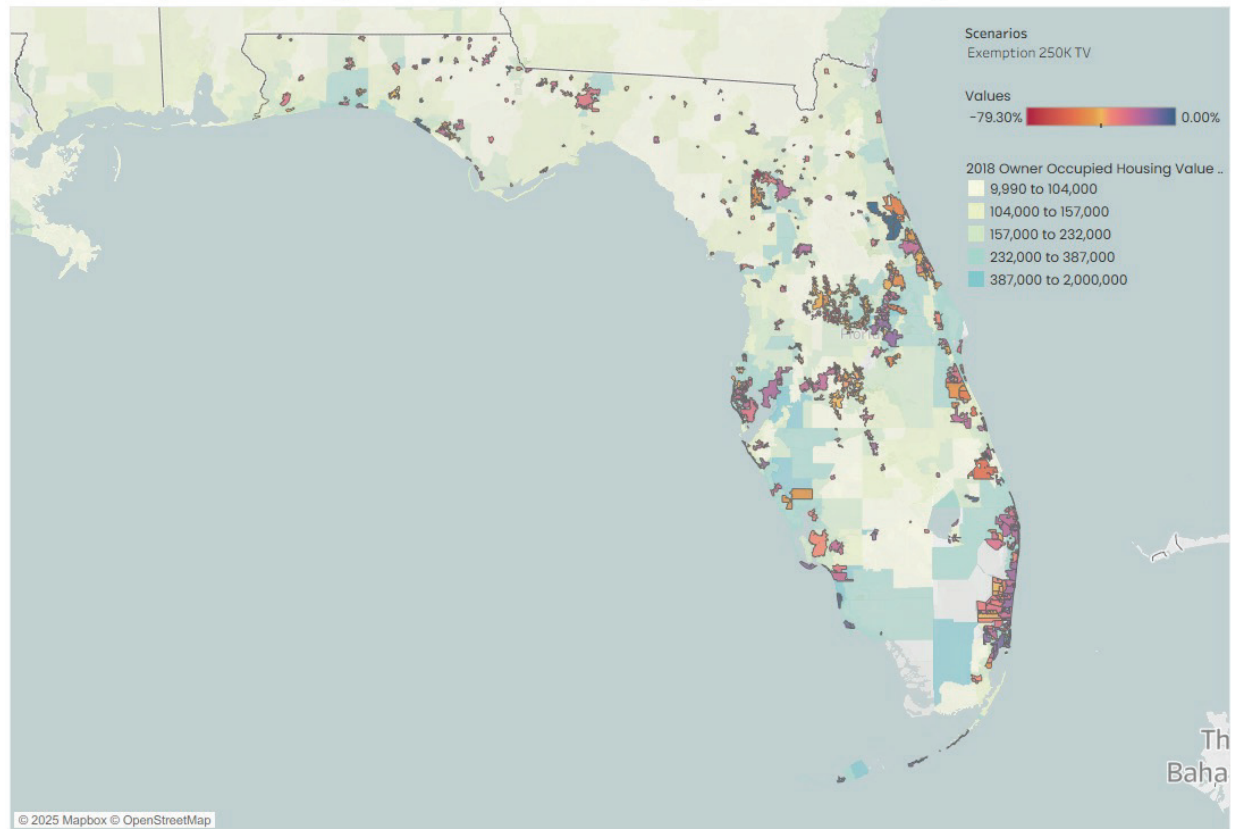 Scenarios
Exemption 250K TV
Values
-79.30% 0.00%
2018 Owner Occupied Housing Value ..
9,990 to 104,000
104,000 to 157,000
157,000 to 232,000
232,000 to 387,000
387,000 to 2,000,000
Th
Baha
© 2025 Mapbox © OpenStreetMap